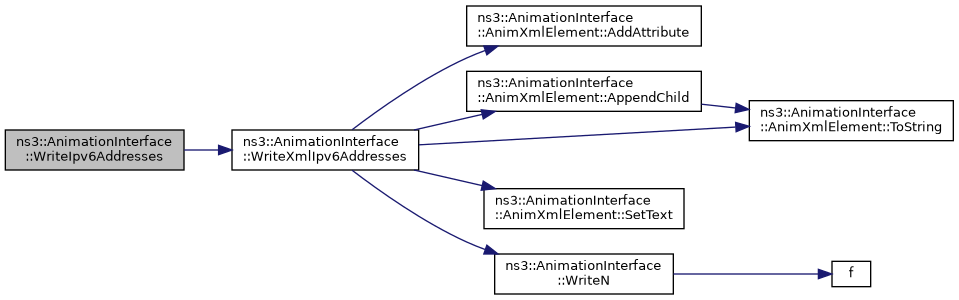 ns3::AnimationInterface
::WriteIpv6Addresses
ns3::AnimationInterface
::WriteXmlIpv6Addresses
ns3::AnimationInterface
::AnimXmlElement::AddAttribute
ns3::AnimationInterface
::AnimXmlElement::AppendChild
ns3::AnimationInterface
::AnimXmlElement::ToString
ns3::AnimationInterface
::AnimXmlElement::SetText
ns3::AnimationInterface
::WriteN
f